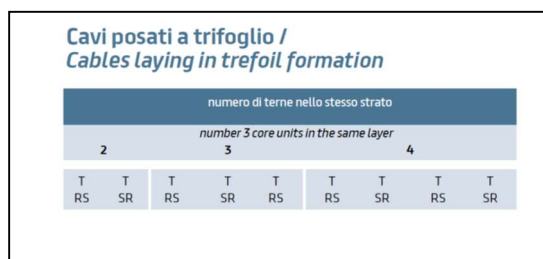 Cavi posati a trifoglio /
Cables laying in trefoil formation
numero di terne nello stesso strato
number 3 core units in the same layer
2 3 4
T T T T T T T T T
RS SR RS SR RS RS SR RS SR